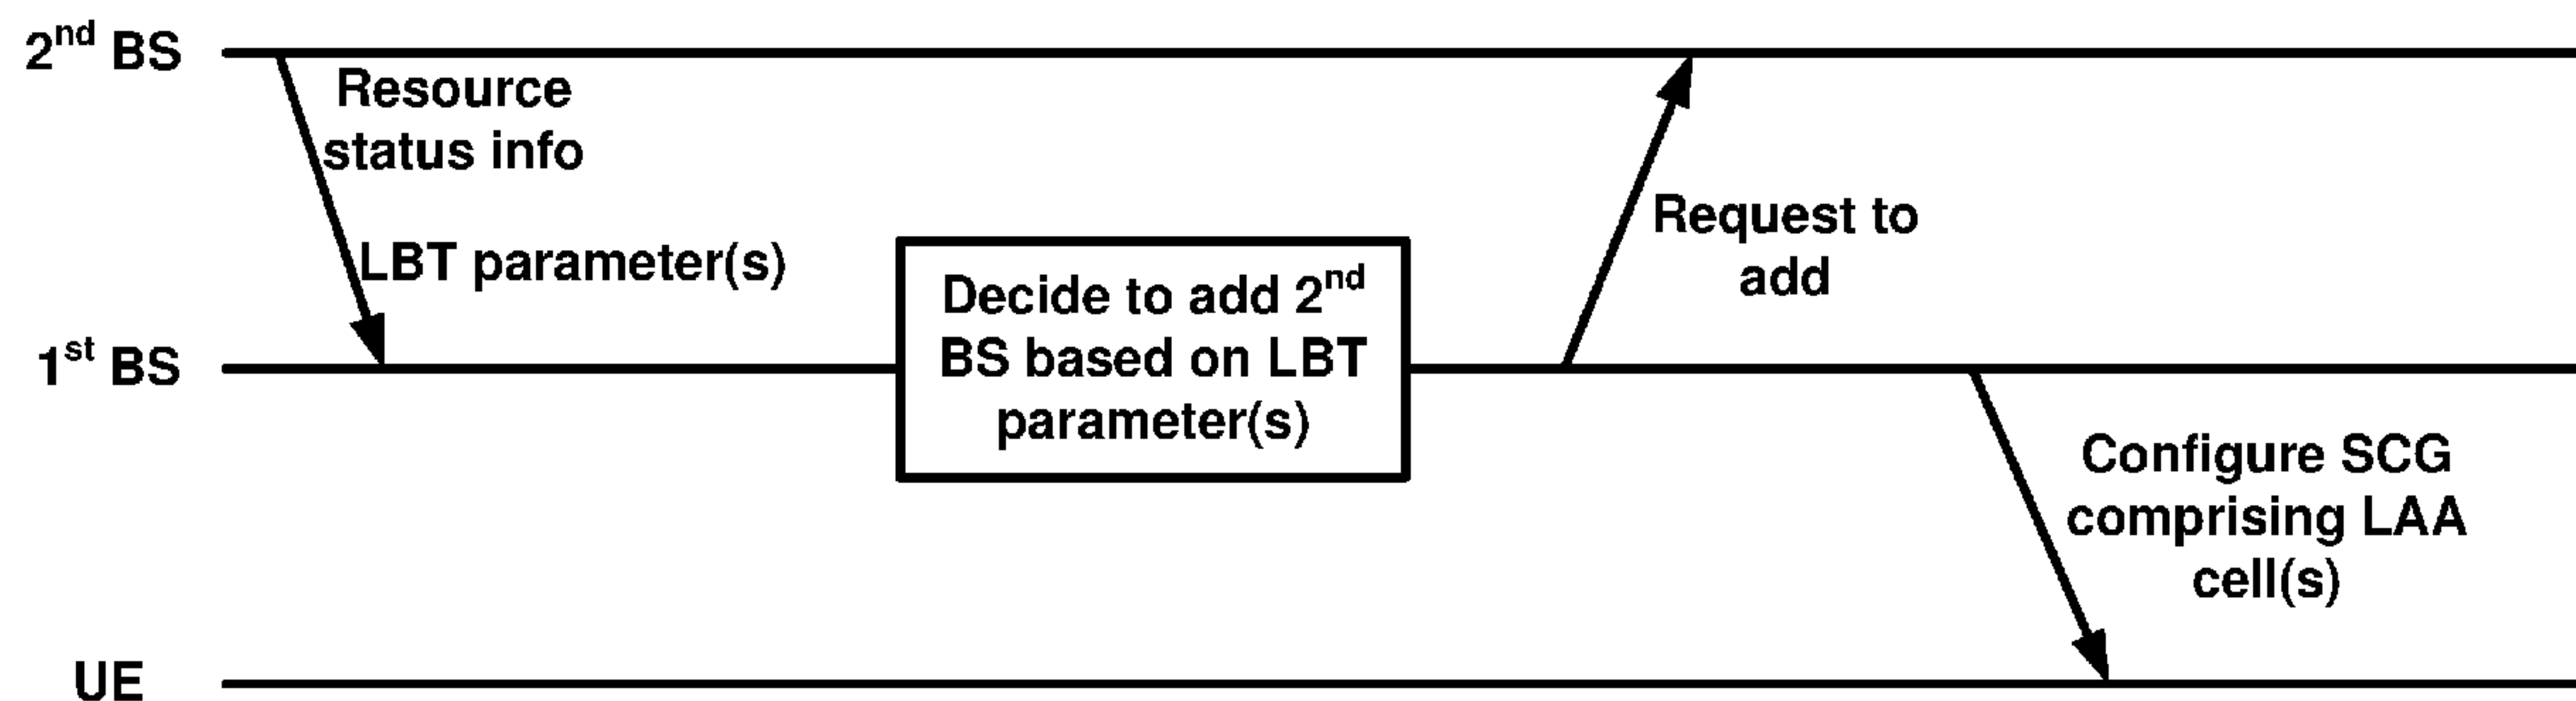 2nd BS
Resource
status info
LBT parameter(s)
1st BS
Decide to add 2nd
BS based on LBT
parameter(s)
Request to
add
Configure SCG
comprising LAA
cell(s)
UE